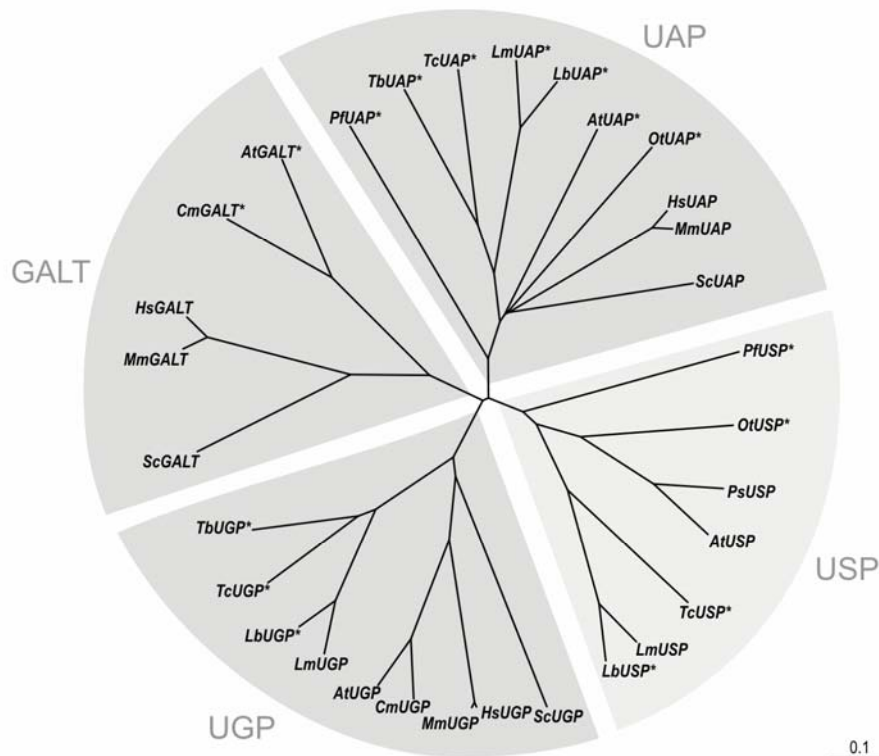 UAP
LmUAP*
TcUAP*
LbUAP*
TbUAP*
PfUAP*
AtUAP*
OtUAP*
HsUAP
MmUAP
ScUAP
GALT
AtGALT*
CmGALT*
HsGALT
MmGALT
ScGALT
PfUSP*
OtUSP*
PsUSP
AtUSP
USP
TcUSP*
LmUSP
LbUSP*
TbUGP*
TcUGP*
LbUGP*
LmUGP
AtUGP
CmUGP
MmUGP
HsUGP
ScUGP
UGP
0.1